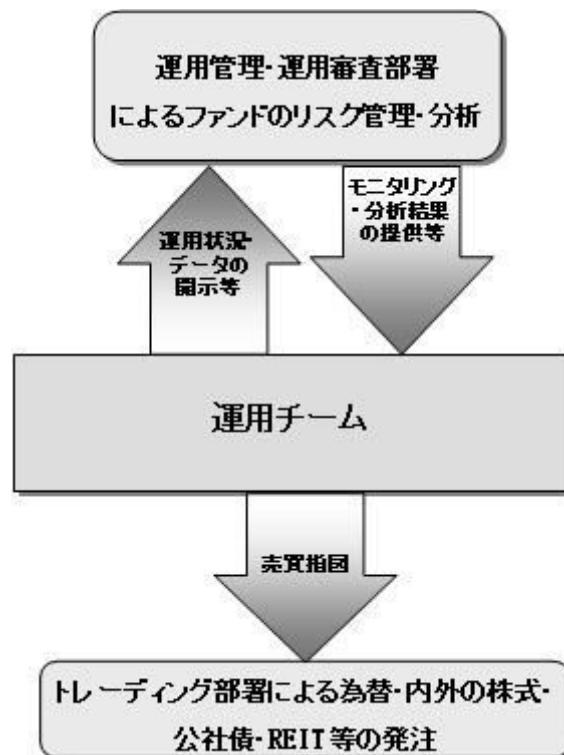 運用管理・運用審査部署
によるファンドのリスク管理・分析
運用状況・
データの
開示等
モニタリング
・分析結果
の提供等
運用チーム
売買指図
トレーディング部署による為替・内外の株式・
公社債・REIT等の発注